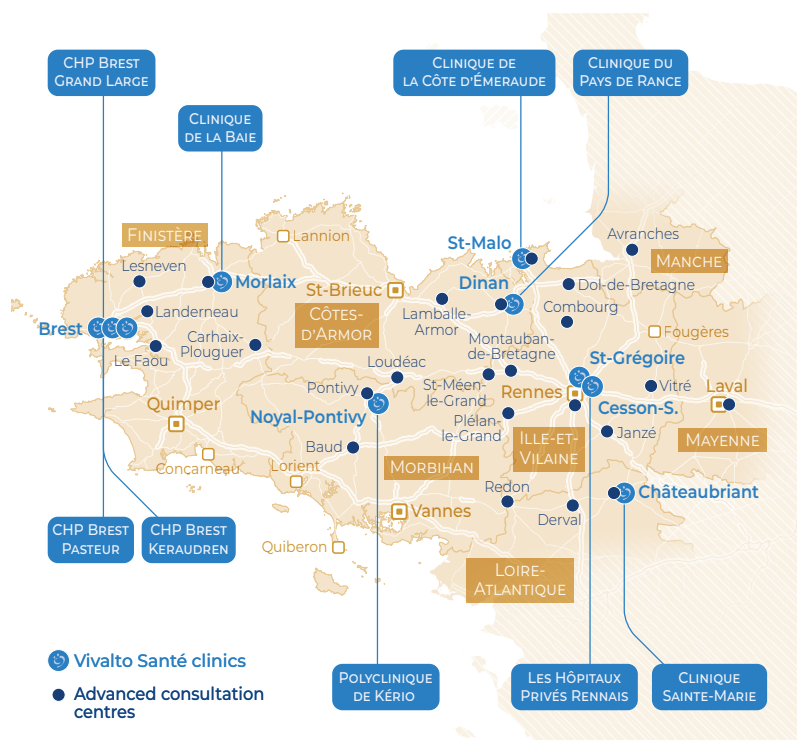 CHP Brest
Grand Large
Clinique
de la Baie
Clinique de
la Côte d'Émeraude
Clinique du
Pays de Rance
Finistère
Lannion
St-Malo
Avranches
Manche
Lesneven
Morlaix
St-Brieuc
Dinan
Dol-de-Bretagne
Landerneau
Côtes-
d'Armor
Lamballe-
Armor
Combourg
Brest
Fougères
Le Faou
Carhaix-
Plouguer
Montauban-
de-Bretagne
Loudéac
St-Grégoire
Pontivy
St-Méen-
le-Grand
Rennes
Vitré
Laval
Quimper
Noyal-Pontivy
Cesson-S.
Plélan-
le-Grand
Janzé
Baud
Ille-et-
Vilaine
Mayenne
Concarneau
Lorient
Morbihan
Redon
Châteaubriant
Vannes
Derval
CHP Brest
Pasteur
CHP Brest
Keraudren
Quiberon
Loire-
Atlantique
Vivalto Santé clinics
Advanced consultation
centres
Polyclinique
de Kério
Les Hôpitaux
Privés Rennais
Clinique
Sainte-Marie